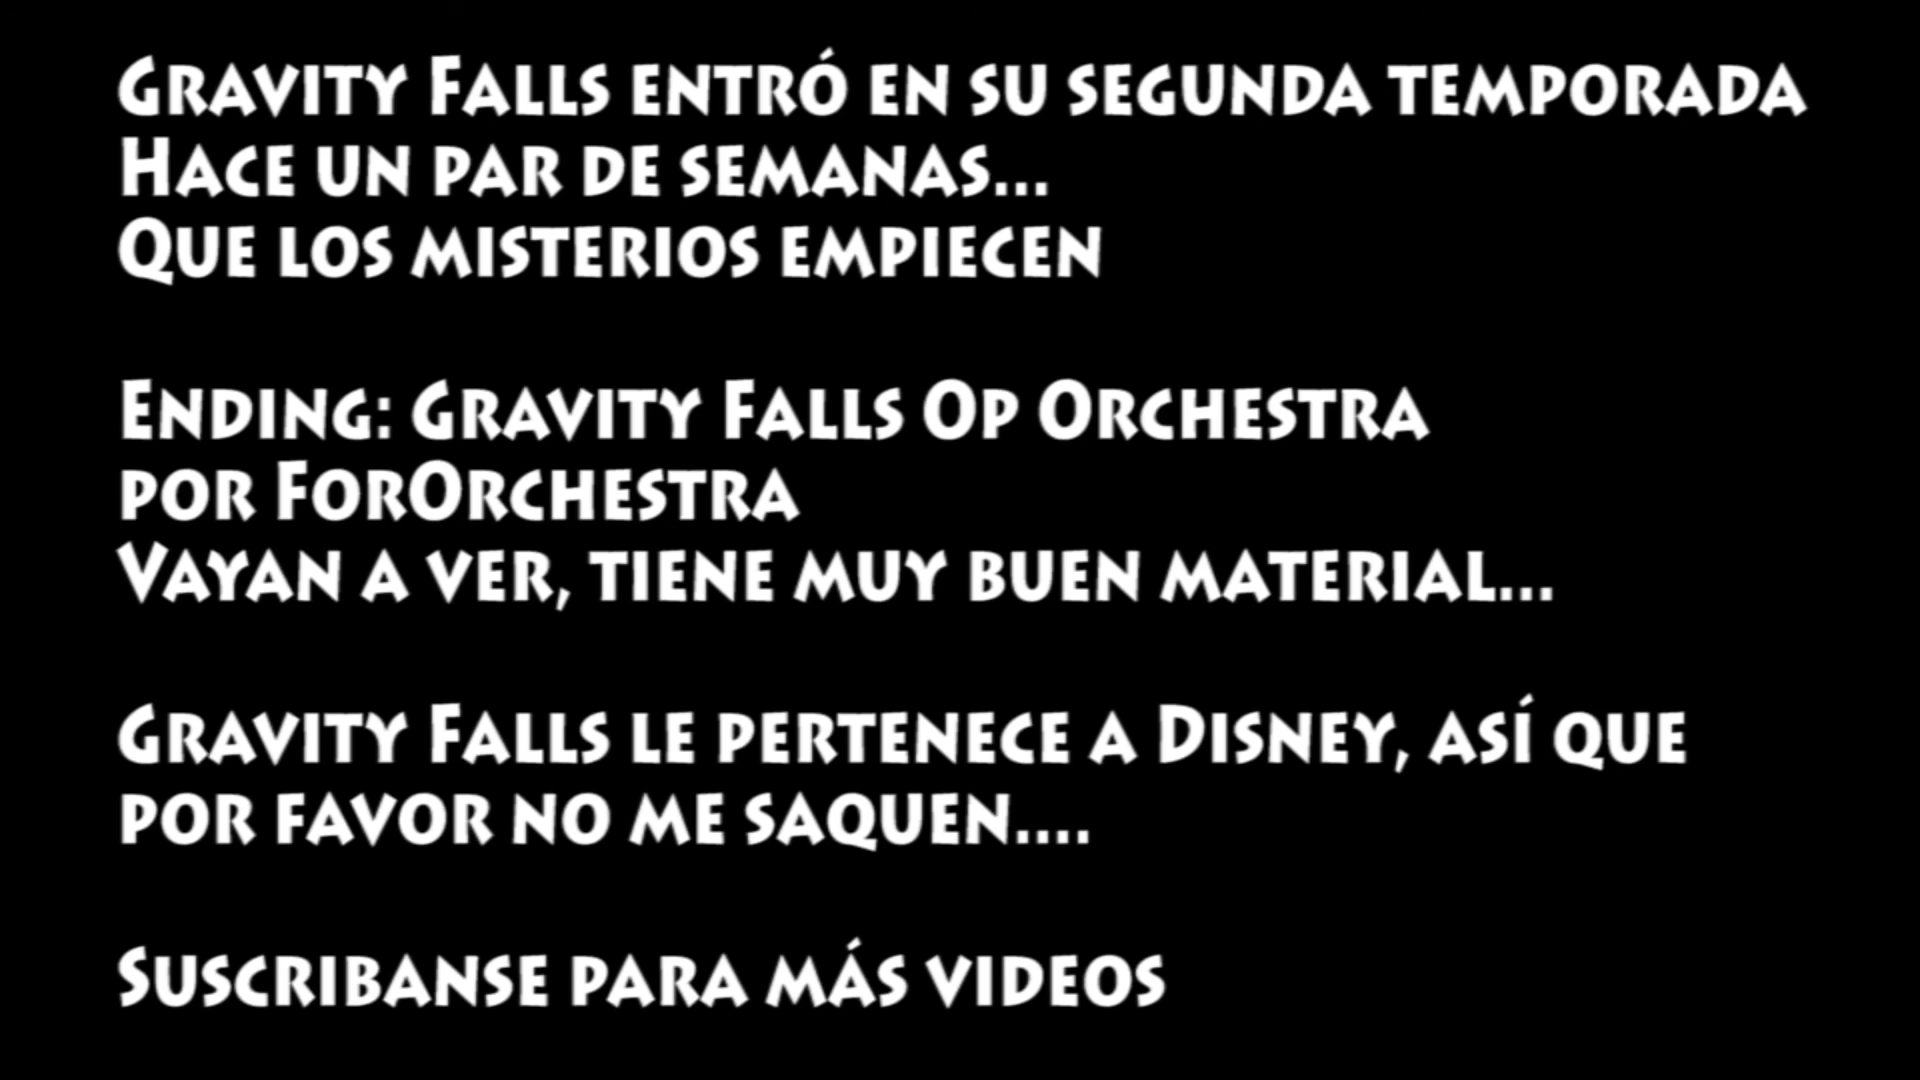 Gravity Falls entró en su segunda temporada
Hace un par de semanas...
Que los misterios empiecen
Ending: Gravity Falls Op Orchestra
por ForOrchestra
Vayan a ver, tiene muy buen material...
Gravity Falls le pertenece a Disney, así que
por favor no me saquen....
Suscribanse para más videos